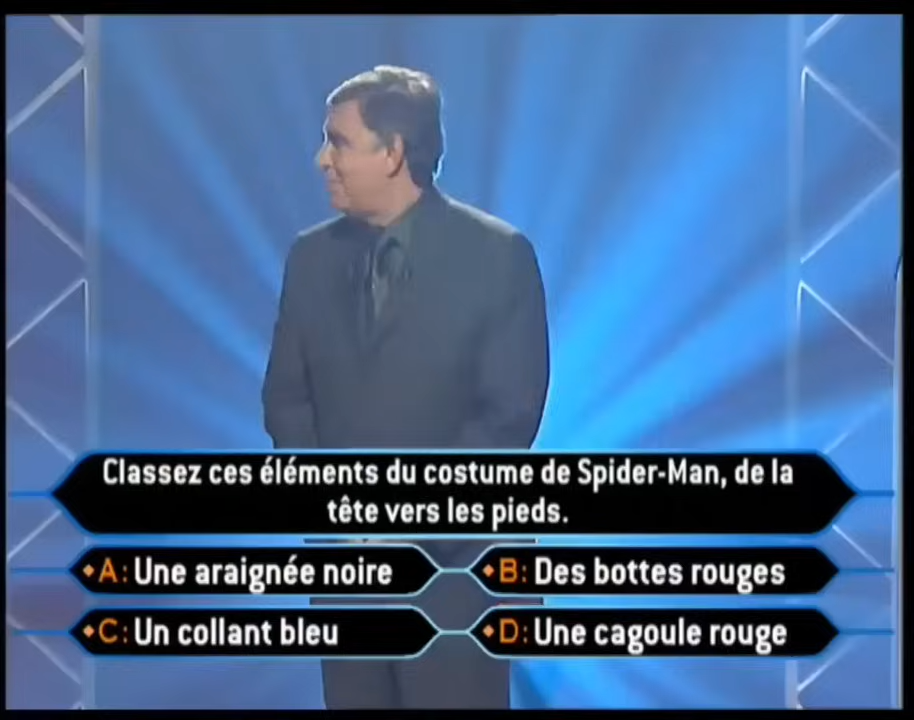 Classez ces éléments du costume de Spider-Man, de la
tête vers les pieds.
A: Une araignée noire
B: Des bottes rouges
C: Un collant bleu
D: Une cagoule rouge